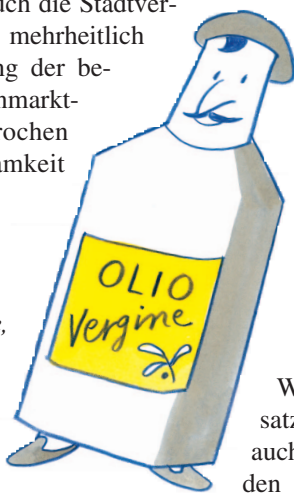 uch die Stadtver-
mehrheitlich
ng der be-
nmarkt-
rochen
amkeit
OLIO
Vergine
W
satz
auch
den